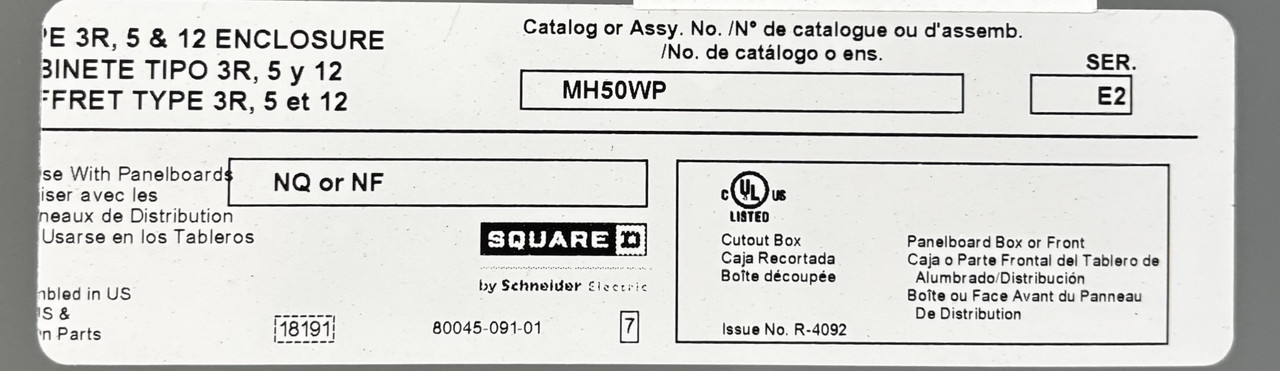 'E 3R, 5 & 12 ENCLOSURE
BINETE TIPO 3R, 5 y 12
FFRET TYPE 3R, 5 et 12
Catalog or Assy. No. /N° de catalogue ou d'assemb.
/No. de catálogo o ens.
MH50WP
SER.
E2
se With Panelboards
iser avec les
neaux de Distribution
Usarse en los Tableros
NQ or NF
SQUARE D
by Schneider Electric
mbled in US
S &
n Parts
18191
80045-091-01
7
C UL US
LISTED
Cutout Box
Caja Recortada
Boîte découpée
Panelboard Box or Front
Caja o Parte Frontal del Tablero de
Alumbrado/Distribución
Boîte ou Face Avant du Panneau
De Distribution
Issue No. R-4092